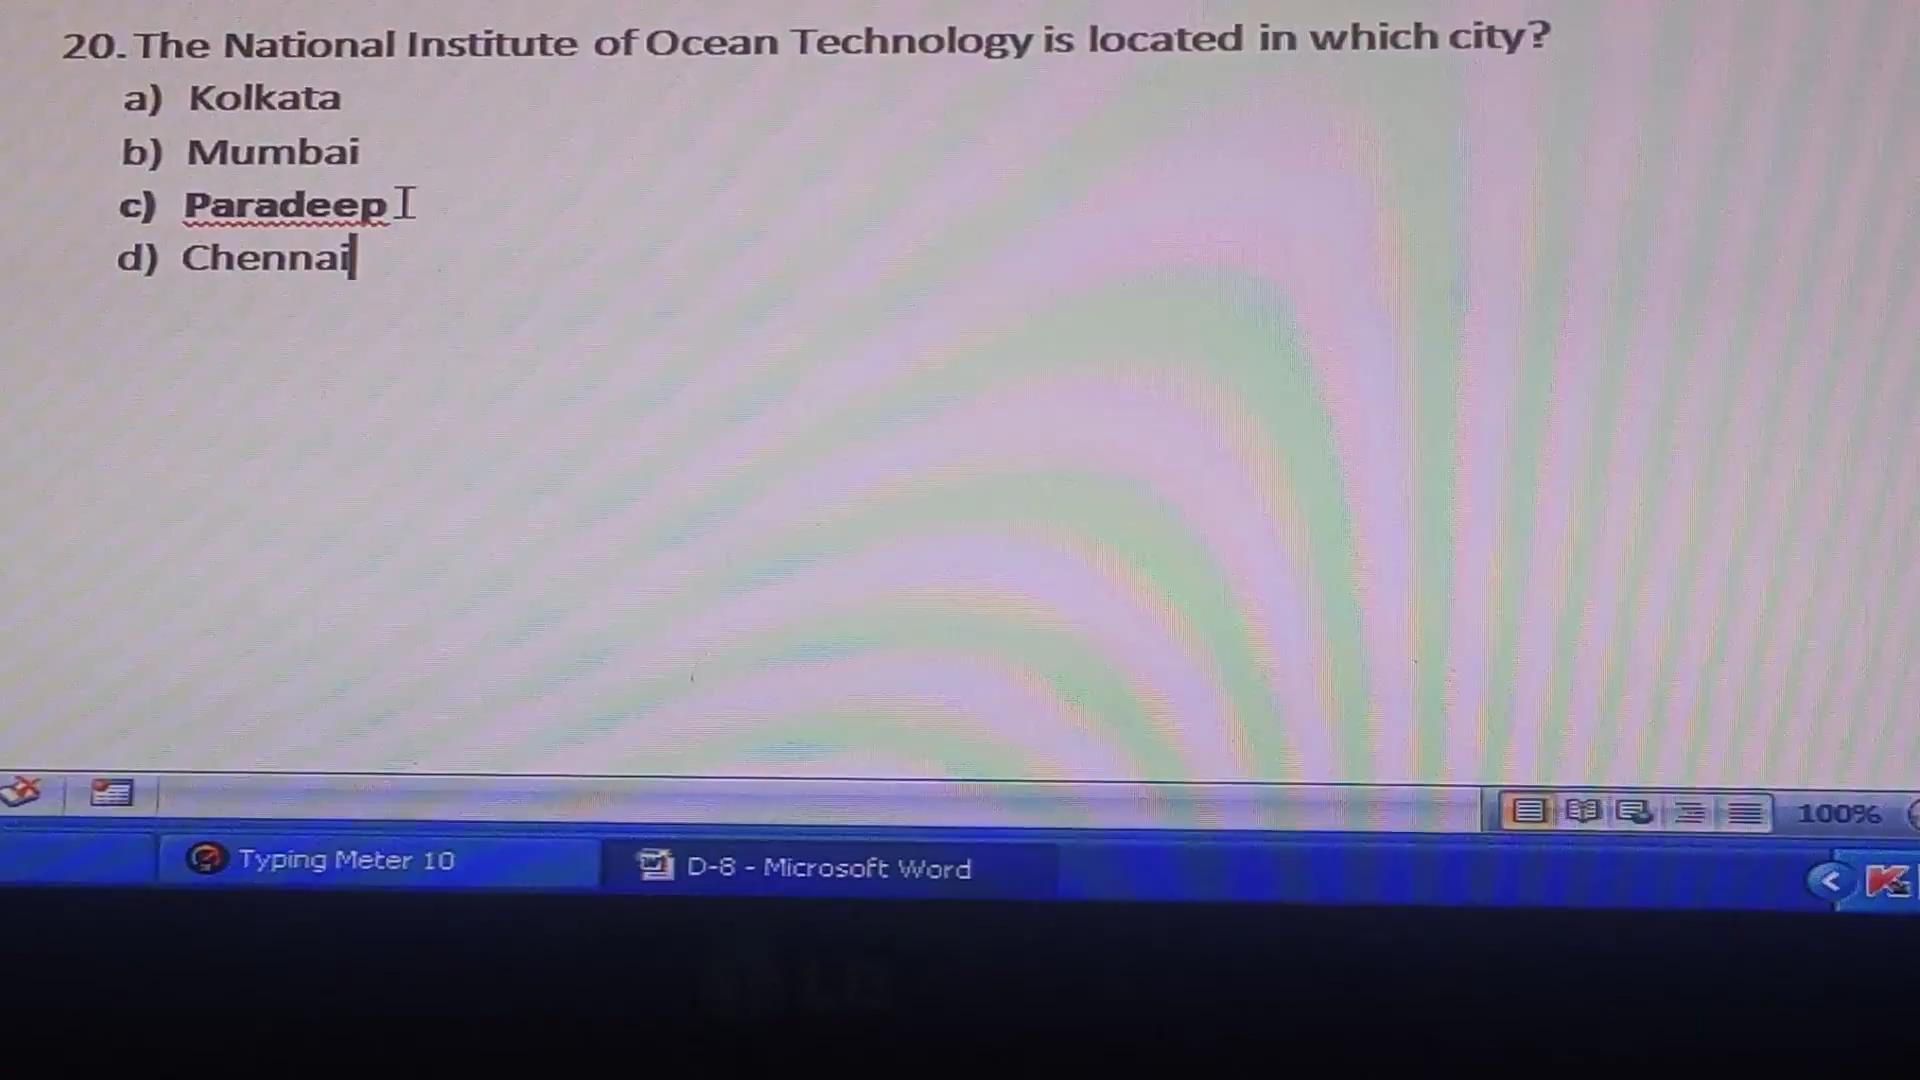 20. The National Institute of Ocean Technology is located in which city?
a) Kolkata
b) Mumbai
c) Paradeep
d) Chennai
100%
Typing Meter 10
D-8 - Microsoft Word